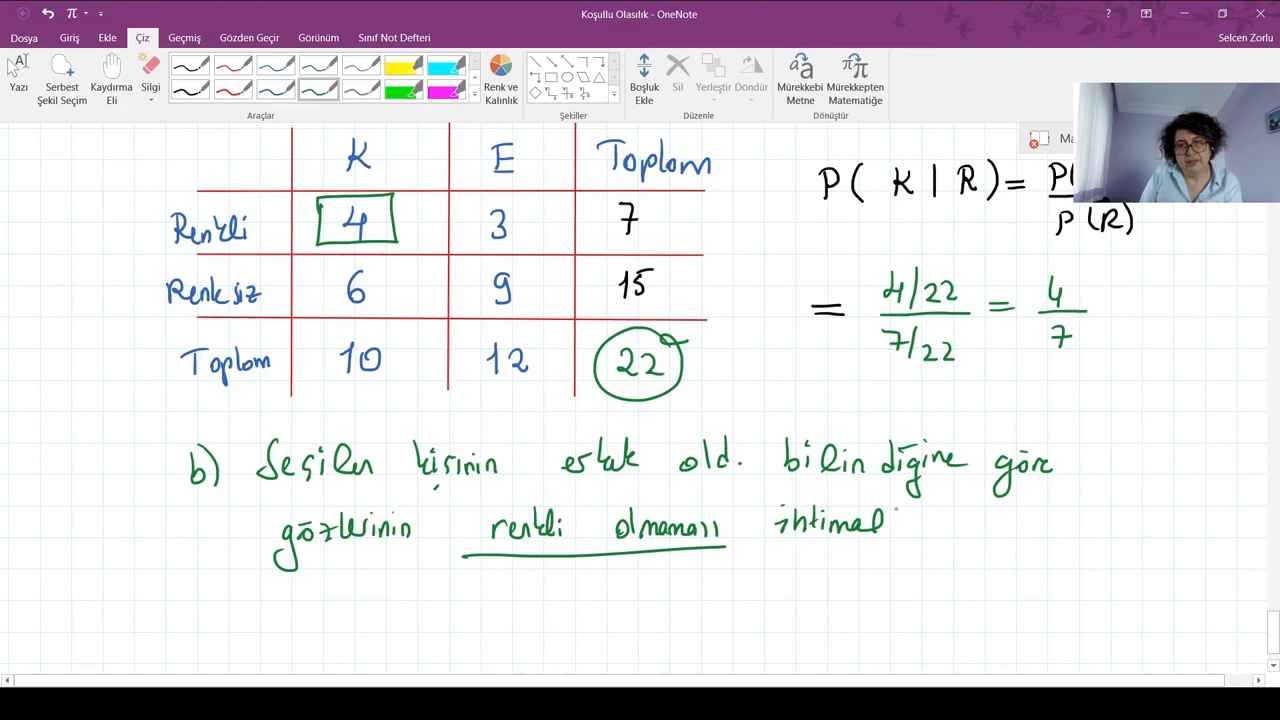 Koşullu Olasılık - OneNote
Dosya Giriş Ekle Çiz Geçmiş Gözden Geçir Görünüm Sınıf Not Defteri
Selcen Zorlu
Yazı Serbest Şekil Seçim Kaydırma Eli Silgi
Renk ve Kalınlık
Boşluk Ekle Sil Yerleştir Döndür Mürekkebi Metne Mürekkepten Matematiğe
Araçlar Şekiller Düzenle Dönüştür
Ma
K E Toplam
Renkli 4 3 7
Renksiz 6 9 15
Toplam 10 12 22
P( K | R) = P(
P(R)
= 4/22 = 4
7/22 7
b) Seçilen kişinin erkek old. bilindiğine göre
gözlerinin renkli olmaması ihtimal